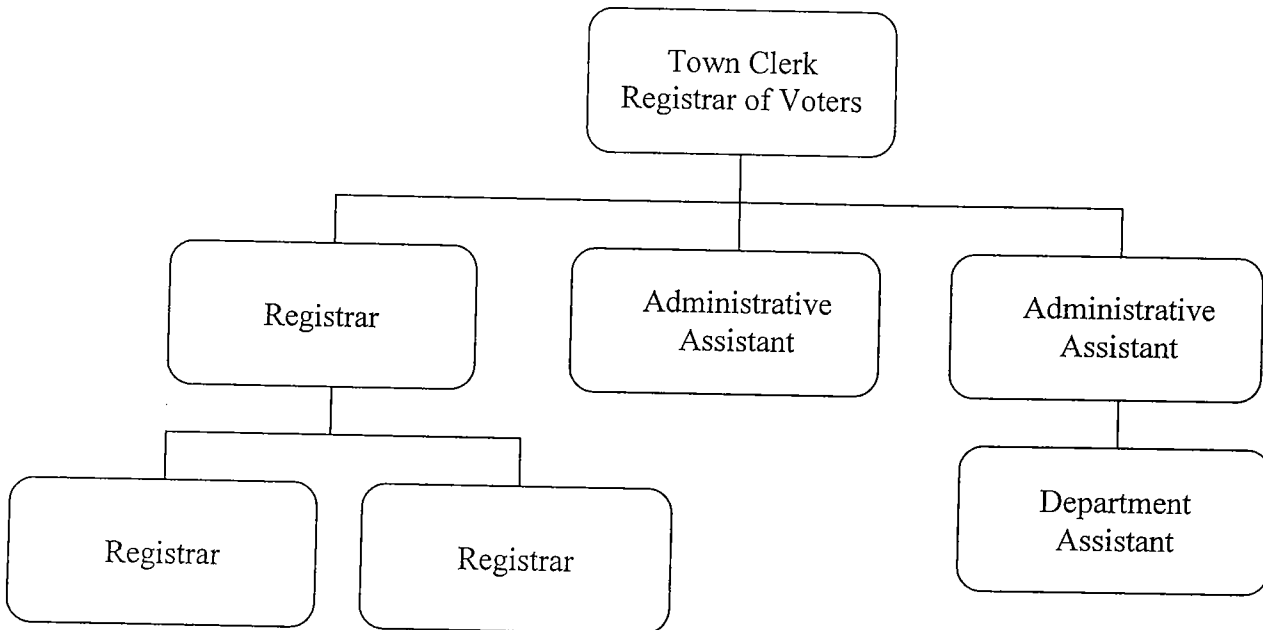 Town Clerk
Registrar of Voters
Registrar
Administrative
Assistant
Administrative
Assistant
Registrar
Registrar
Department
Assistant